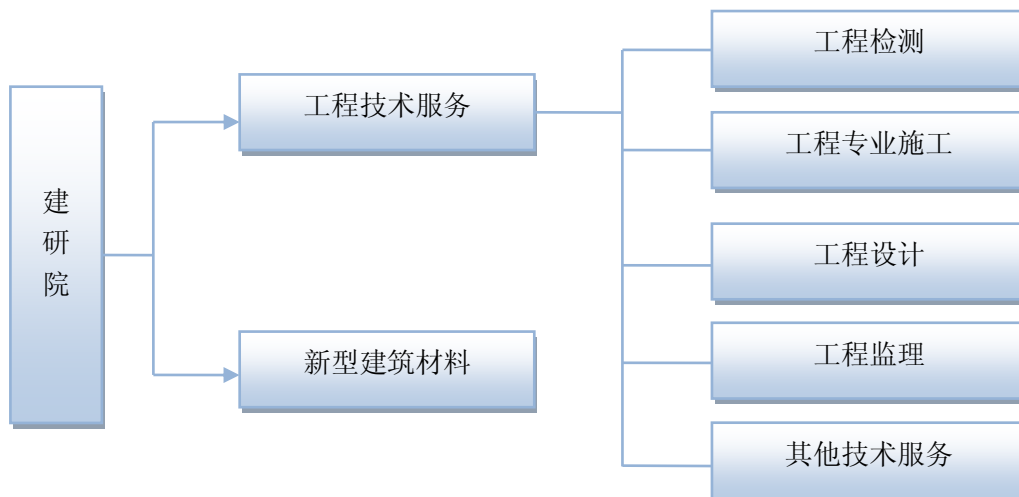 建
研
院
工程技术服务
新型建筑材料
工程检测
工程专业施工
工程设计
工程监理
其他技术服务